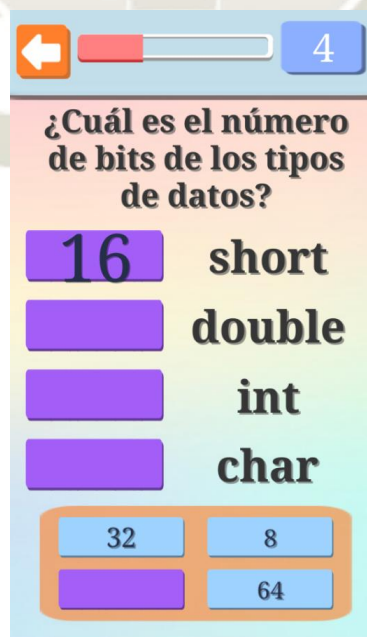 4
¿Cuál es el número
de bits de los tipos
de datos?
16 short
double
int
char
32 8
64